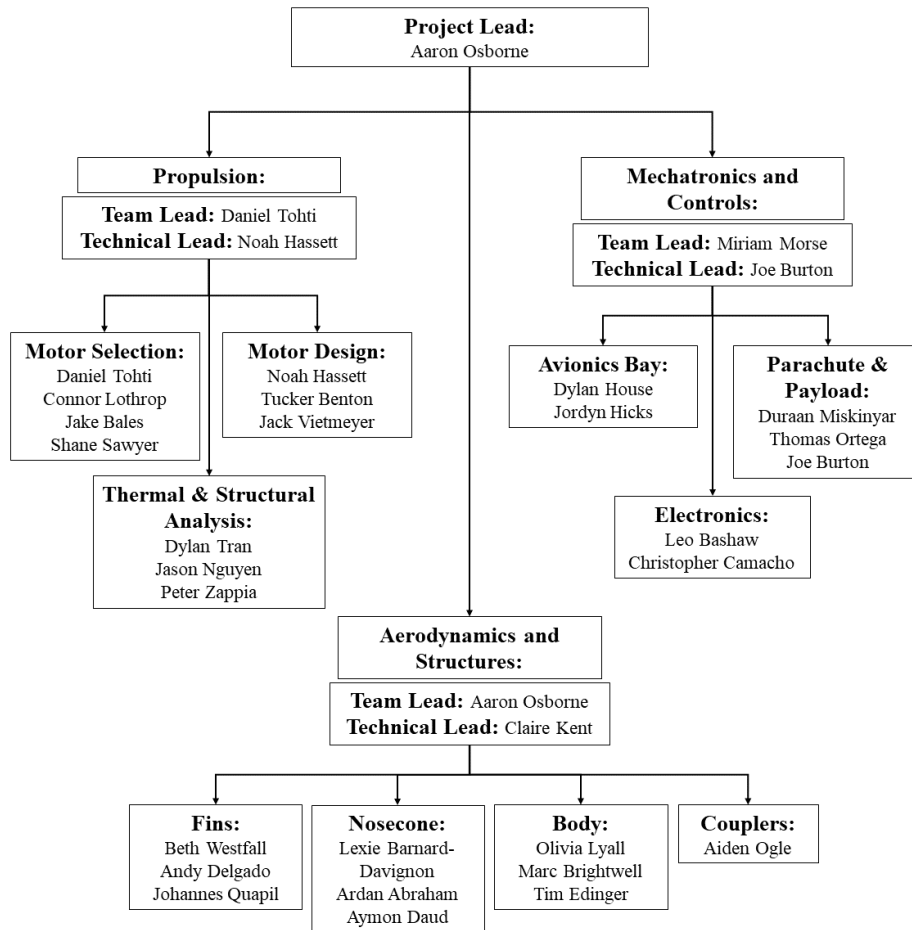 Project Lead:
Aaron Osborne
Propulsion:
Team Lead: Daniel Tohti
Technical Lead: Noah Hassett
Mechatronics and
Controls:
Team Lead: Miriam Morse
Technical Lead: Joe Burton
Motor Selection:
Daniel Tohti
Connor Lothrop
Jake Bales
Shane Sawyer
Motor Design:
Noah Hassett
Tucker Benton
Jack Vietmeyer
Thermal & Structural
Analysis:
Dylan Tran
Jason Nguyen
Peter Zappia
Avionics Bay:
Dylan House
Jordyn Hicks
Parachute &
Payload:
Duraan Miskinyar
Thomas Ortega
Joe Burton
Electronics:
Leo Bashaw
Christopher Camacho
Aerodynamics and
Structures:
Team Lead: Aaron Osborne
Technical Lead: Claire Kent
Fins:
Beth Westfall
Andy Delgado
Johannes Quapil
Nosecone:
Lexie Barnard-
Davignon
Ardan Abraham
Aymon Daud
Body:
Olivia Lyall
Marc Brightwell
Tim Edinger
Couplers:
Aiden Ogle